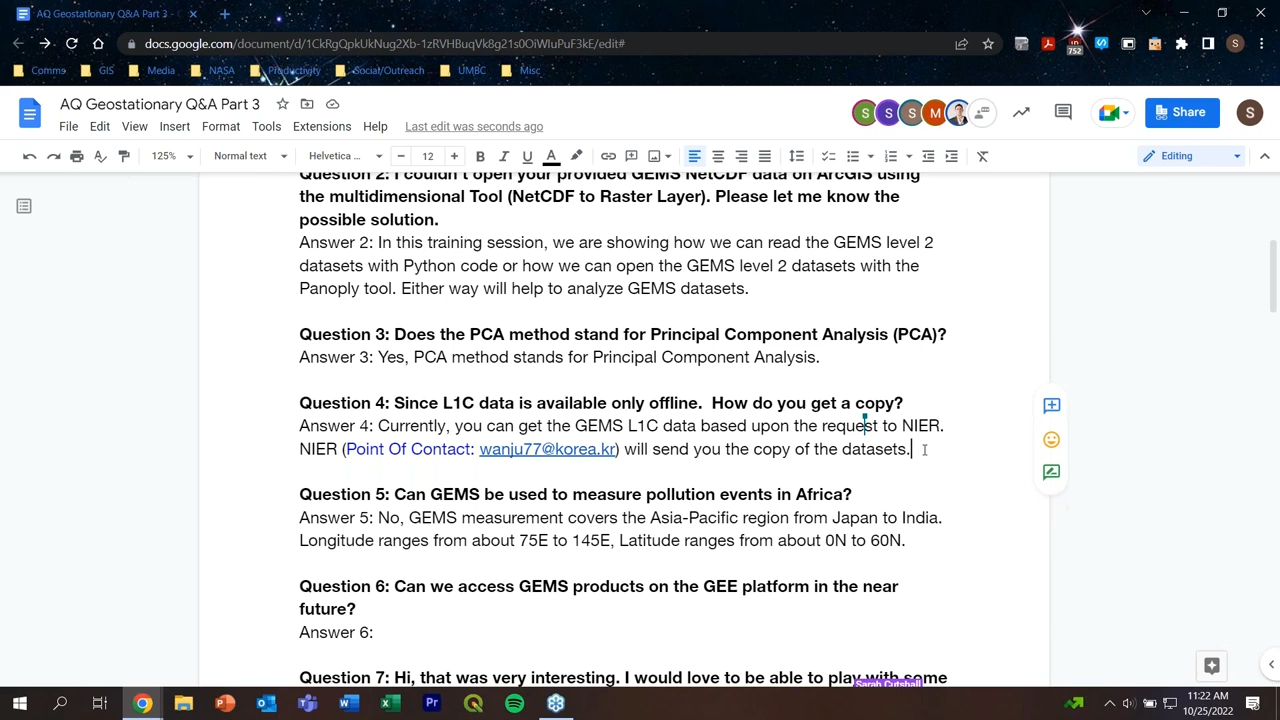 AQ Geostationary Q&A Part 3 -
docs.google.com/document/d/1CkRgQpkUkNug2Xb-1zRVHBuqVk8g21s0OiWIuPuF3kE/edit#
752
S
Comms
GIS
Media
NASA
Productivity
Social/Outreach
UMBC
Misc
AQ Geostationary Q&A Part 3
S
S
S
M
Share
S
File Edit View Insert Format Tools Extensions Help Last edit was seconds ago
125% Normal text Helvetica ... 12 B I U A Editing
Question 2: I couldn't open your provided GEMS NetCDF data on ArcGIS using
the multidimensional Tool (NetCDF to Raster Layer). Please let me know the
possible solution.
Answer 2: In this training session, we are showing how we can read the GEMS level 2
datasets with Python code or how we can open the GEMS level 2 datasets with the
Panoply tool. Either way will help to analyze GEMS datasets.
Question 3: Does the PCA method stand for Principal Component Analysis (PCA)?
Answer 3: Yes, PCA method stands for Principal Component Analysis.
Question 4: Since L1C data is available only offline.  How do you get a copy?
Answer 4: Currently, you can get the GEMS L1C data based upon the request to NIER.
NIER (Point Of Contact: wanju77@korea.kr) will send you the copy of the datasets.
Question 5: Can GEMS be used to measure pollution events in Africa?
Answer 5: No, GEMS measurement covers the Asia-Pacific region from Japan to India.
Longitude ranges from about 75E to 145E, Latitude ranges from about 0N to 60N.
Question 6: Can we access GEMS products on the GEE platform in the near
future?
Answer 6:
Question 7: Hi, that was very interesting. I would love to be able to play with some
Sarah Cutshall
11:22 AM
10/25/2022